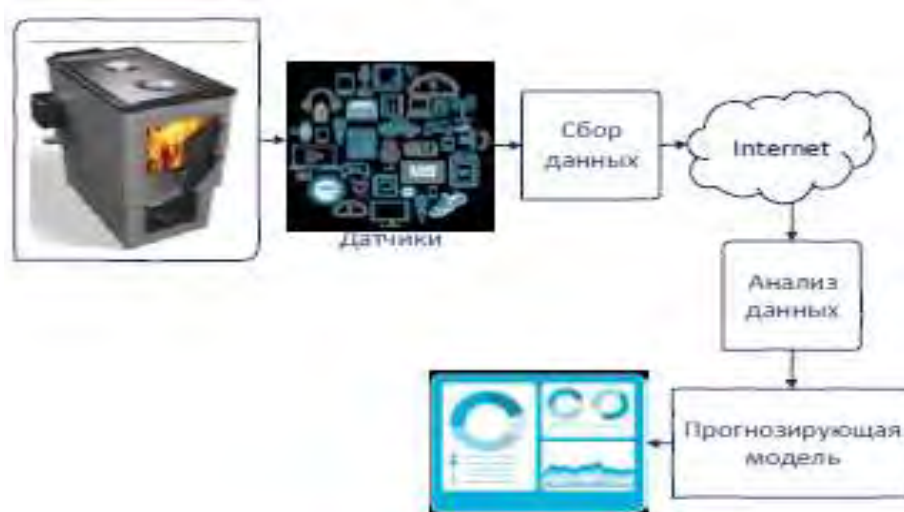 Сбор
данных
Internet
Датчики
Анализ
данных
Прогнозирующая
модель